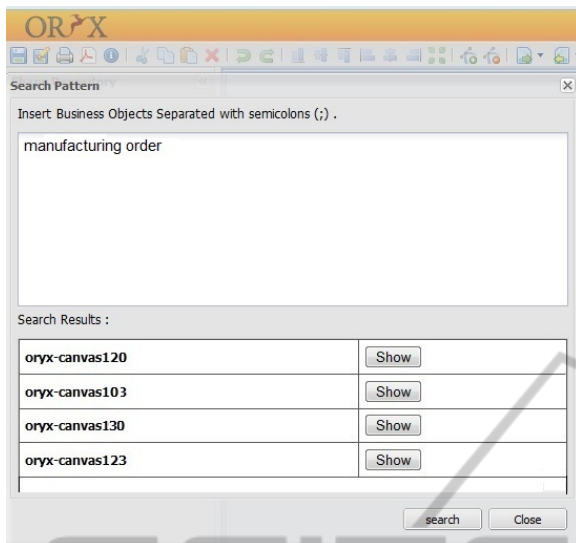 ORYX
Search Pattern
Insert Business Objects Separated with semicolons (;) .
manufacturing order
Search Results :
oryx-canvas120 Show
oryx-canvas103 Show
oryx-canvas130 Show
oryx-canvas123 Show
search Close